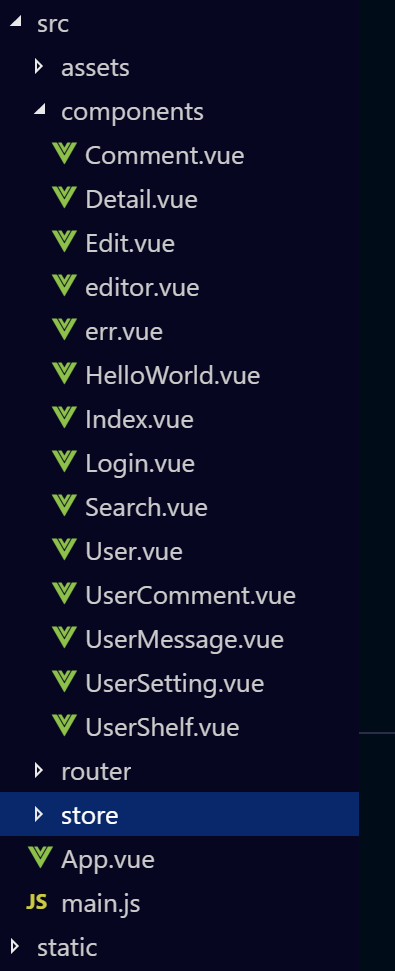 src
assets
components
Comment.vue
Detail.vue
Edit.vue
editor.vue
err.vue
HelloWorld.vue
Index.vue
Login.vue
Search.vue
User.vue
UserComment.vue
UserMessage.vue
UserSetting.vue
UserShelf.vue
router
store
App.vue
JS main.js
static